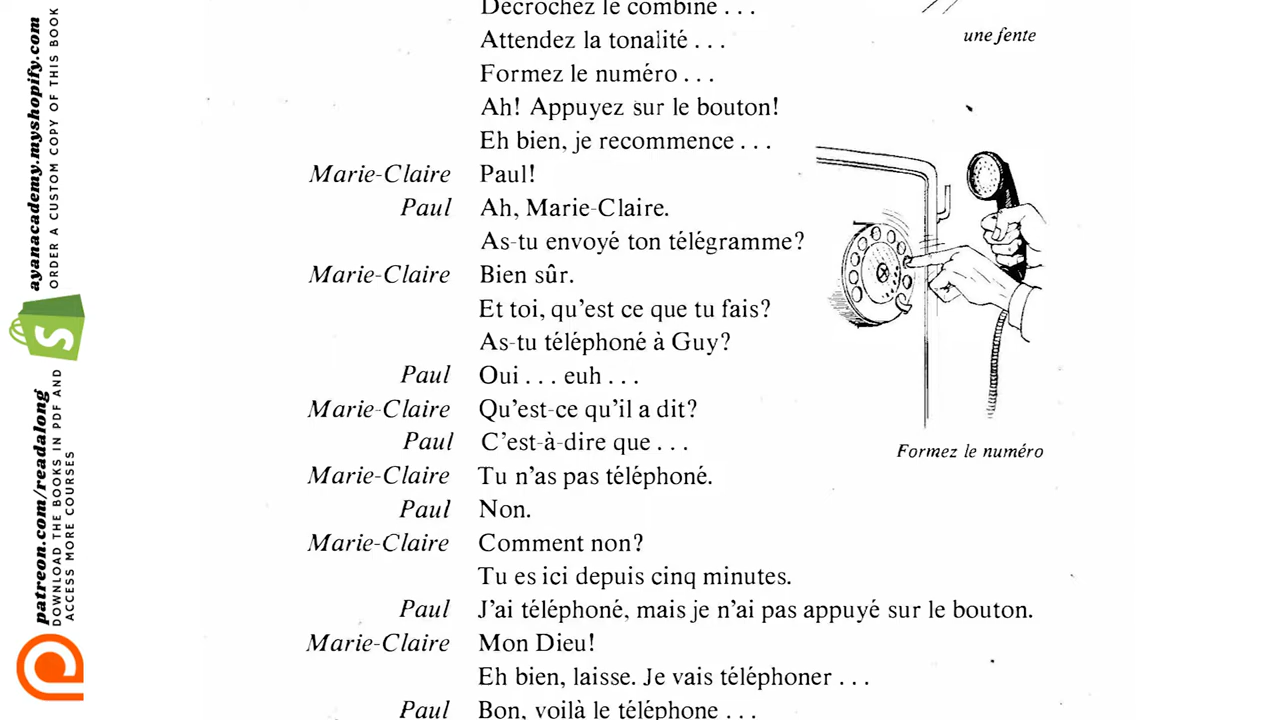 Décrochez le combiné . . .
Attendez la tonalité . . .
une fente
Formez le numéro . . .
Ah! Appuyez sur le bouton!
Eh bien, je recommence . . .
Marie-Claire Paul!
Paul Ah, Marie-Claire.
As-tu envoyé ton télégramme?
Marie-Claire Bien sûr.
Et toi, qu'est ce que tu fais?
As-tu téléphoné à Guy?
Paul Oui . . . euh . . .
Marie-Claire Qu'est-ce qu'il a dit?
Paul C'est-à-dire que . . .
Formez le numéro
Marie-Claire Tu n'as pas téléphoné.
Paul Non.
Marie-Claire Comment non?
Tu es ici depuis cinq minutes.
Paul J'ai téléphoné, mais je n'ai pas appuyé sur le bouton.
Marie-Claire Mon Dieu!
Eh bien, laisse. Je vais téléphoner . . .
Paul Bon, voilà le téléphone . . .
ayanacademy.myshopify.com
ORDER A CUSTOM COPY OF THIS BOOK
patreon.com/readalong
DOWNLOAD THE BOOKS IN PDF AND
ACCESS MORE COURSES